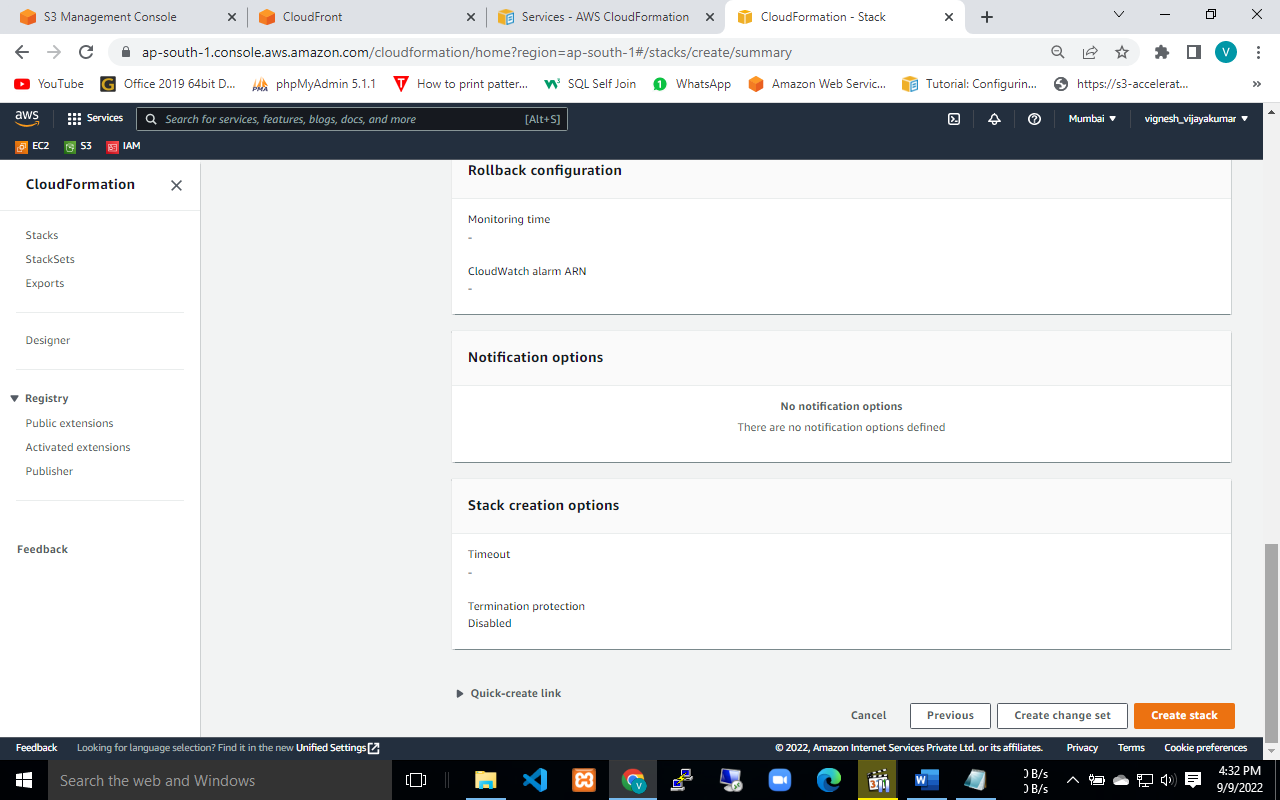 S3 Management Console
CloudFront
Services - AWS CloudFormation
CloudFormation - Stack
ap-south-1.console.aws.amazon.com/cloudformation/home?region=ap-south-1#/stacks/create/summary
V
YouTube
Office 2019 64bit D...
phpMyAdmin 5.1.1
How to print patter...
SQL Self Join
WhatsApp
Amazon Web Servic...
Tutorial: Configurin...
https://s3-accelerat...
»
aws
Services
Search for services, features, blogs, docs, and more
[Alt+S]
Mumbai
vignesh_vijayakumar
EC2
S3
IAM
CloudFormation
Stacks
StackSets
Exports
Designer
Registry
Public extensions
Activated extensions
Publisher
Feedback
Rollback configuration
Monitoring time
-
CloudWatch alarm ARN
-
Notification options
No notification options
There are no notification options defined
Stack creation options
Timeout
-
Termination protection
Disabled
Quick-create link
Cancel
Previous
Create change set
Create stack
Feedback
Looking for language selection? Find it in the new Unified Settings
© 2022, Amazon Internet Services Private Ltd. or its affiliates.
Privacy
Terms
Cookie preferences
Search the web and Windows
0 B/s
0 B/s
4:32 PM
9/9/2022